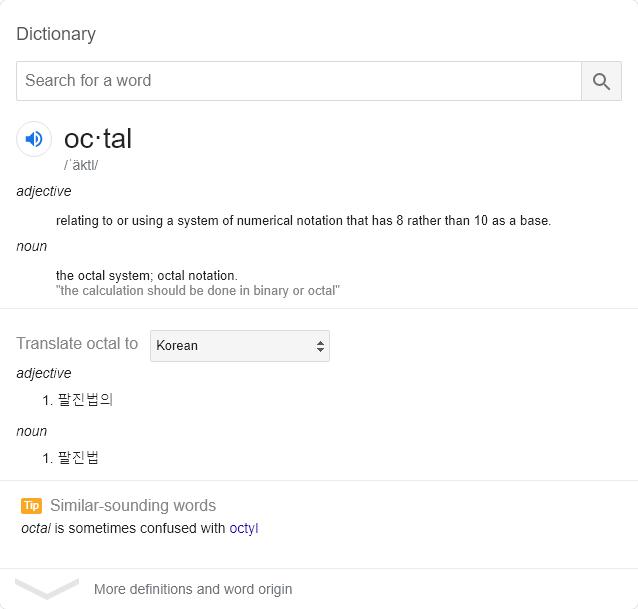 Dictionary
Search for a word
oc·tal
/ˈäktl/
adjective
relating to or using a system of numerical notation that has 8 rather than 10 as a base.
noun
the octal system; octal notation.
"the calculation should be done in binary or octal"
Translate octal to Korean
adjective
1. 팔진법의
noun
1. 팔진법
Tip Similar-sounding words
octal is sometimes confused with octyl
More definitions and word origin